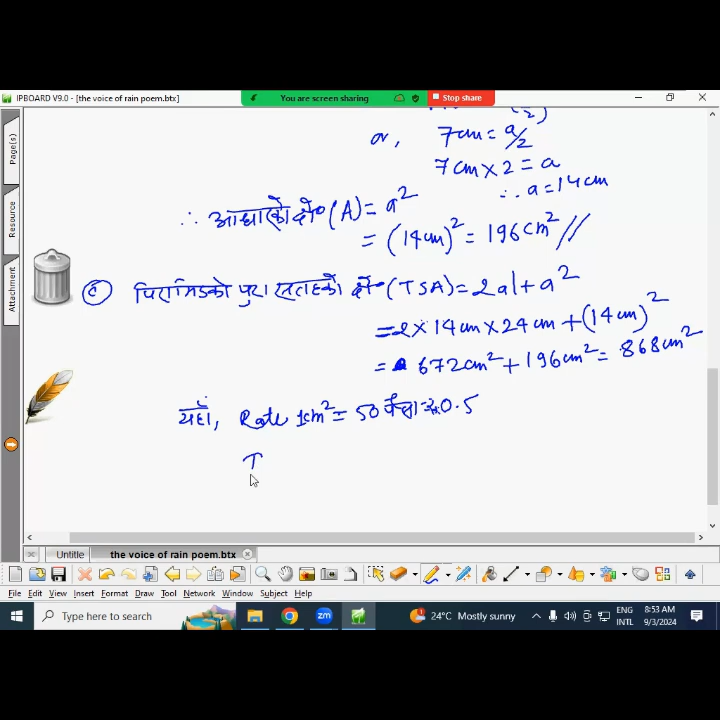 IPBOARD V9.0 - [the voice of rain poem.btx]
You are screen sharing
Stop share
Page(s)
Resource
Attachment
or, 7cm = a/2
7cm × 2 = a
∴ a = 14cm
∴ (A) = a²
= (14cm)² = 196cm² //
पुरा सतहको (TSA) = 2al + a²
= 2 × 14cm × 24cm + (14cm)²
= 672cm² + 196cm² = 868cm²
यहाँ, Rate 1cm² = 50 पैसा = रू. 0.5
T
Untitle
the voice of rain poem.btx
File Edit View Insert Format Draw Tool Network Window Subject Help
Type here to search
zm
24°C Mostly sunny
ENG
INTL
8:53 AM
9/3/2024